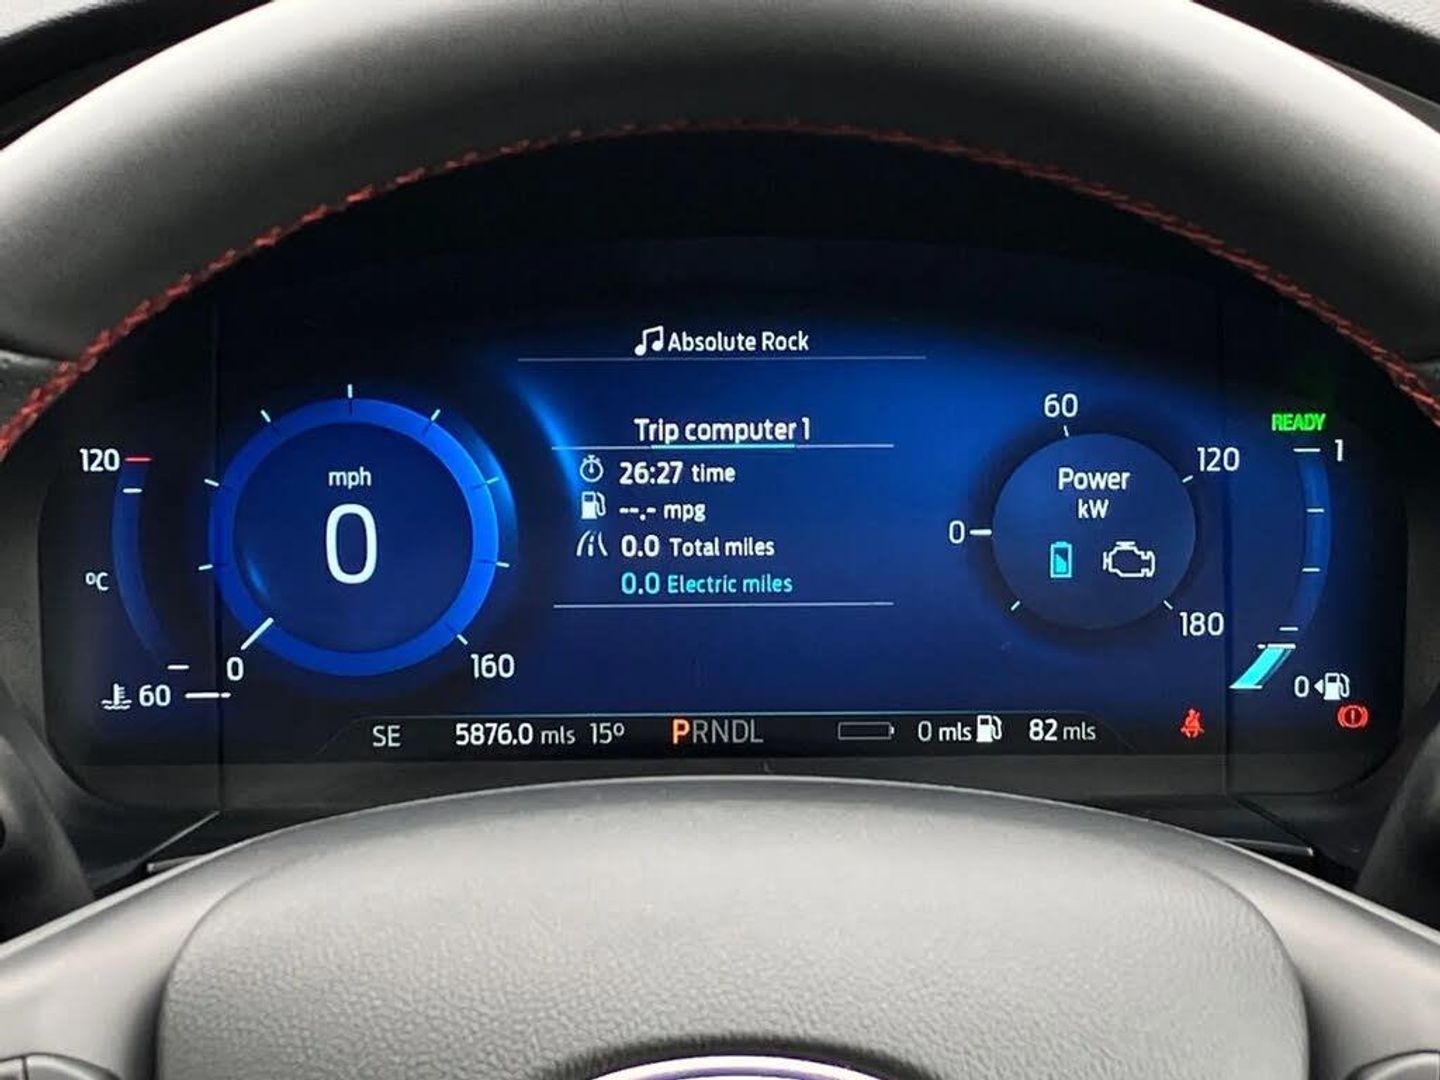 Absolute Rock
Trip computer 1
26:27 time
--.- mpg
0.0 Total miles
0.0 Electric miles
120
°C
60
mph
0
0
160
60
0
120
180
Power
kW
READY
1
0
SE 5876.0 mls 15° PRNDL 0 mls 82 mls